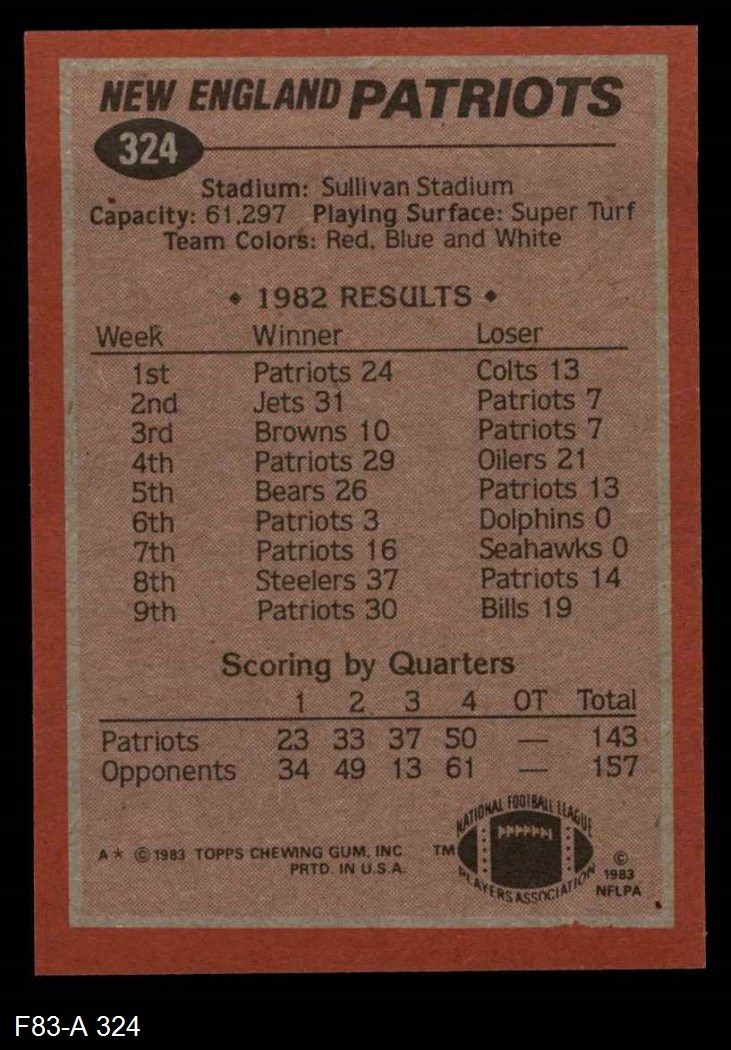 NEW ENGLAND PATRIOTS
324
Stadium: Sullivan Stadium
Capacity: 61,297 Playing Surface: Super Turf
Team Colors: Red, Blue and White
• 1982 RESULTS •
Week Winner Loser
1st Patriots 24 Colts 13
2nd Jets 31 Patriots 7
3rd Browns 10 Patriots 7
4th Patriots 29 Oilers 21
5th Bears 26 Patriots 13
6th Patriots 3 Dolphins 0
7th Patriots 16 Seahawks 0
8th Steelers 37 Patriots 14
9th Patriots 30 Bills 19
Scoring by Quarters
1 2 3 4 OT Total
Patriots 23 33 37 50 — 143
Opponents 34 49 13 61 — 157
NATIONAL FOOTBALL LEAGUE
PLAYERS ASSOCIATION
TM
A* © 1983 TOPPS CHEWING GUM, INC.
PRTD. IN U.S.A.
©
1983
NFLPA
F83-A 324